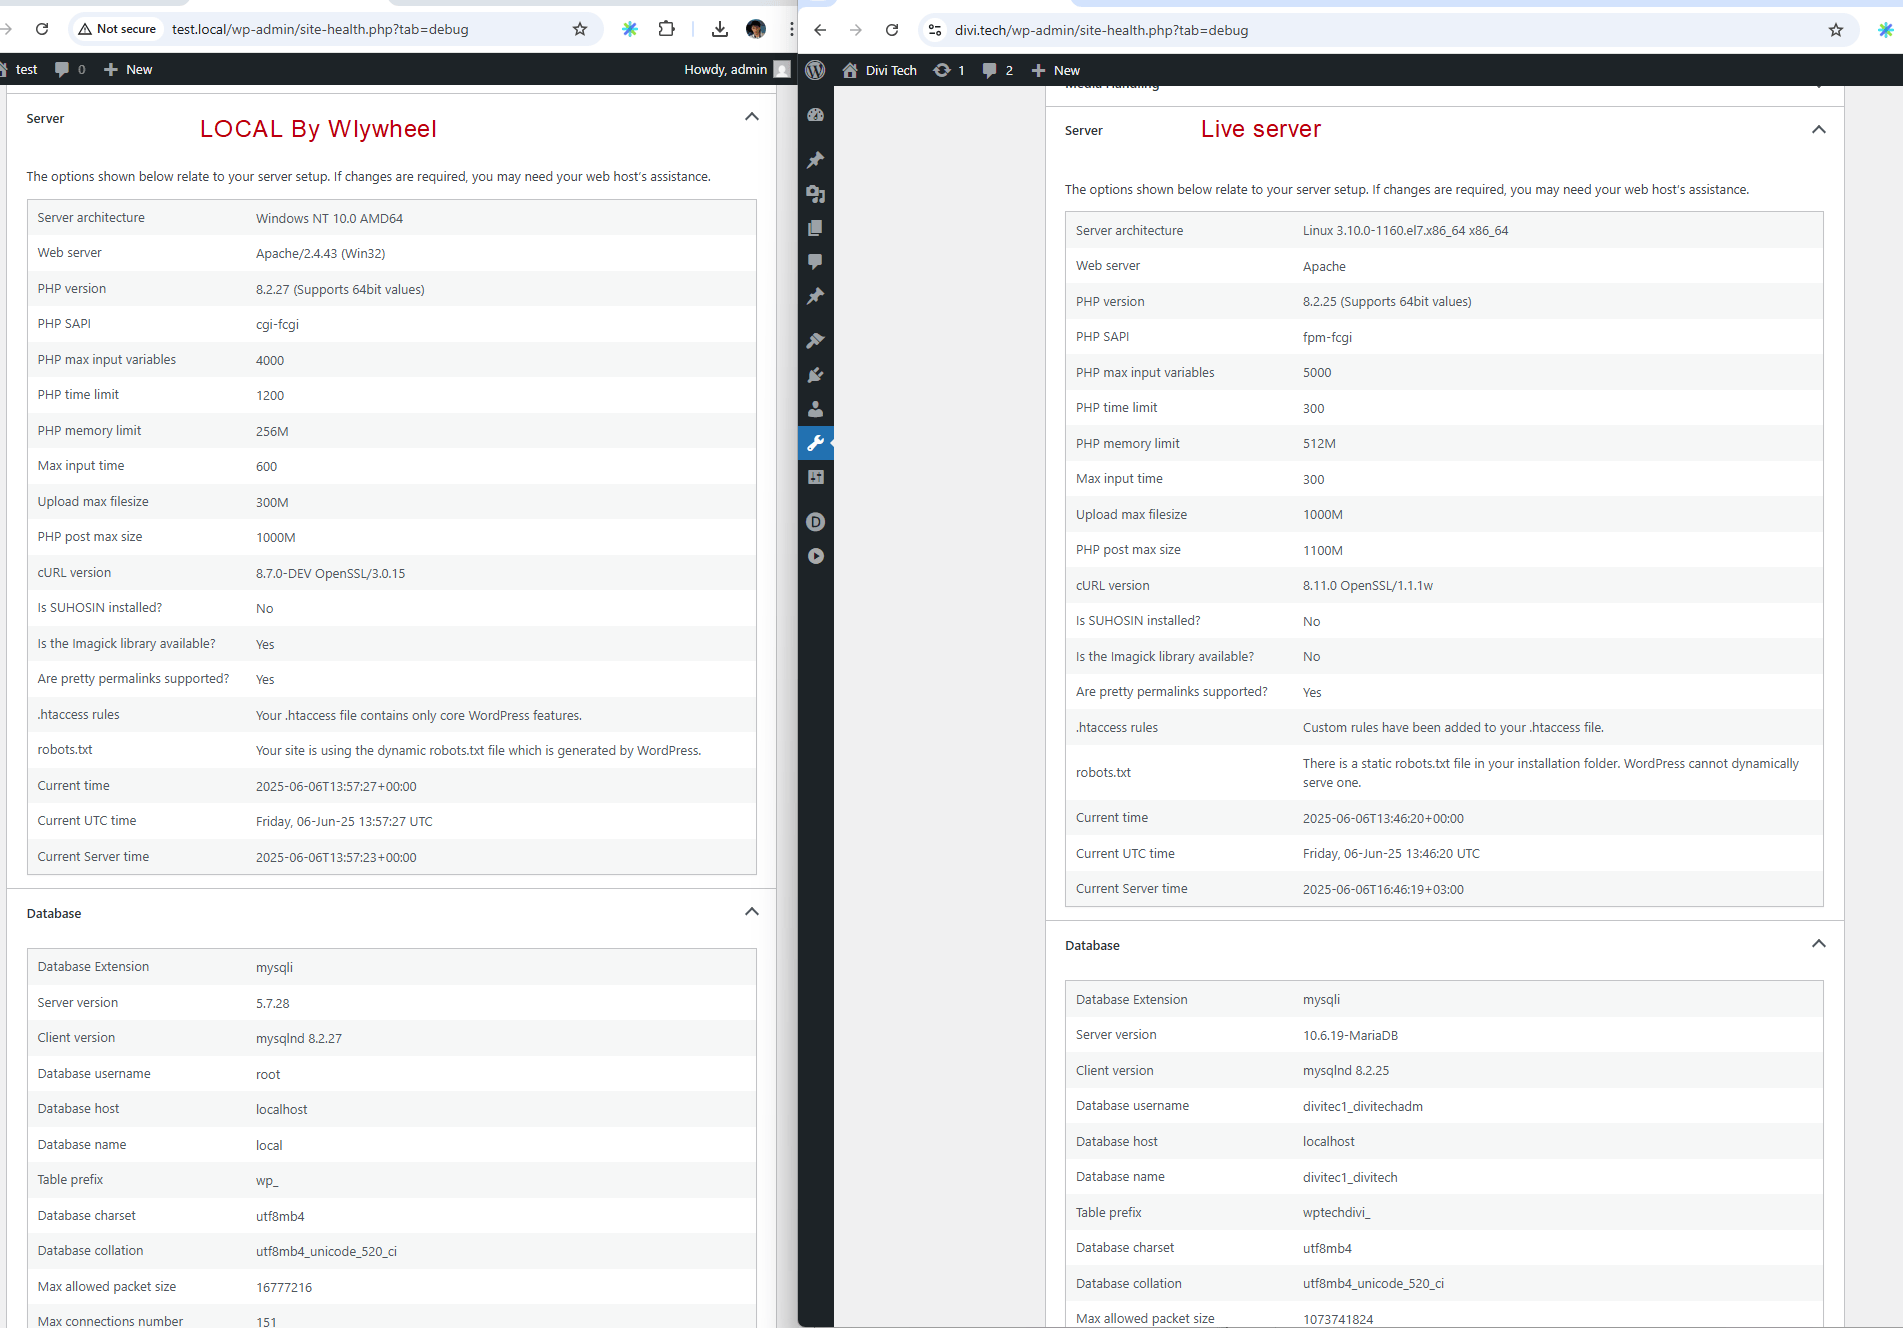 Not secure
test.local/wp-admin/site-health.php?tab=debug
test
0
New
Howdy, admin
Server
LOCAL By Wlywheel
The options shown below relate to your server setup. If changes are required, you may need your web host's assistance.
Server architecture Windows NT 10.0 AMD64
Web server Apache/2.4.43 (Win32)
PHP version 8.2.27 (Supports 64bit values)
PHP SAPI cgi-fcgi
PHP max input variables 4000
PHP time limit 1200
PHP memory limit 256M
Max input time 600
Upload max filesize 300M
PHP post max size 1000M
cURL version 8.7.0-DEV OpenSSL/3.0.15
Is SUHOSIN installed? No
Is the Imagick library available? Yes
Are pretty permalinks supported? Yes
.htaccess rules Your .htaccess file contains only core WordPress features.
robots.txt Your site is using the dynamic robots.txt file which is generated by WordPress.
Current time 2025-06-06T13:57:27+00:00
Current UTC time Friday, 06-Jun-25 13:57:27 UTC
Current Server time 2025-06-06T13:57:23+00:00
Database
Database Extension mysqli
Server version 5.7.28
Client version mysqlnd 8.2.27
Database username root
Database host localhost
Database name local
Table prefix wp_
Database charset utf8mb4
Database collation utf8mb4_unicode_520_ci
Max allowed packet size 16777216
Max connections number 151
divi.tech/wp-admin/site-health.php?tab=debug
Divi Tech
1
2
New
Media Handling
Server
Live server
The options shown below relate to your server setup. If changes are required, you may need your web host's assistance.
Server architecture Linux 3.10.0-1160.el7.x86_64 x86_64
Web server Apache
PHP version 8.2.25 (Supports 64bit values)
PHP SAPI fpm-fcgi
PHP max input variables 5000
PHP time limit 300
PHP memory limit 512M
Max input time 300
Upload max filesize 1000M
PHP post max size 1100M
cURL version 8.11.0 OpenSSL/1.1.1w
Is SUHOSIN installed? No
Is the Imagick library available? No
Are pretty permalinks supported? Yes
.htaccess rules Custom rules have been added to your .htaccess file.
robots.txt There is a static robots.txt file in your installation folder. WordPress cannot dynamically
serve one.
Current time 2025-06-06T13:46:20+00:00
Current UTC time Friday, 06-Jun-25 13:46:20 UTC
Current Server time 2025-06-06T16:46:19+03:00
Database
Database Extension mysqli
Server version 10.6.19-MariaDB
Client version mysqlnd 8.2.25
Database username divitec1_divitechadm
Database host localhost
Database name divitec1_divitech
Table prefix wptechdivi_
Database charset utf8mb4
Database collation utf8mb4_unicode_520_ci
Max allowed packet size 1073741824